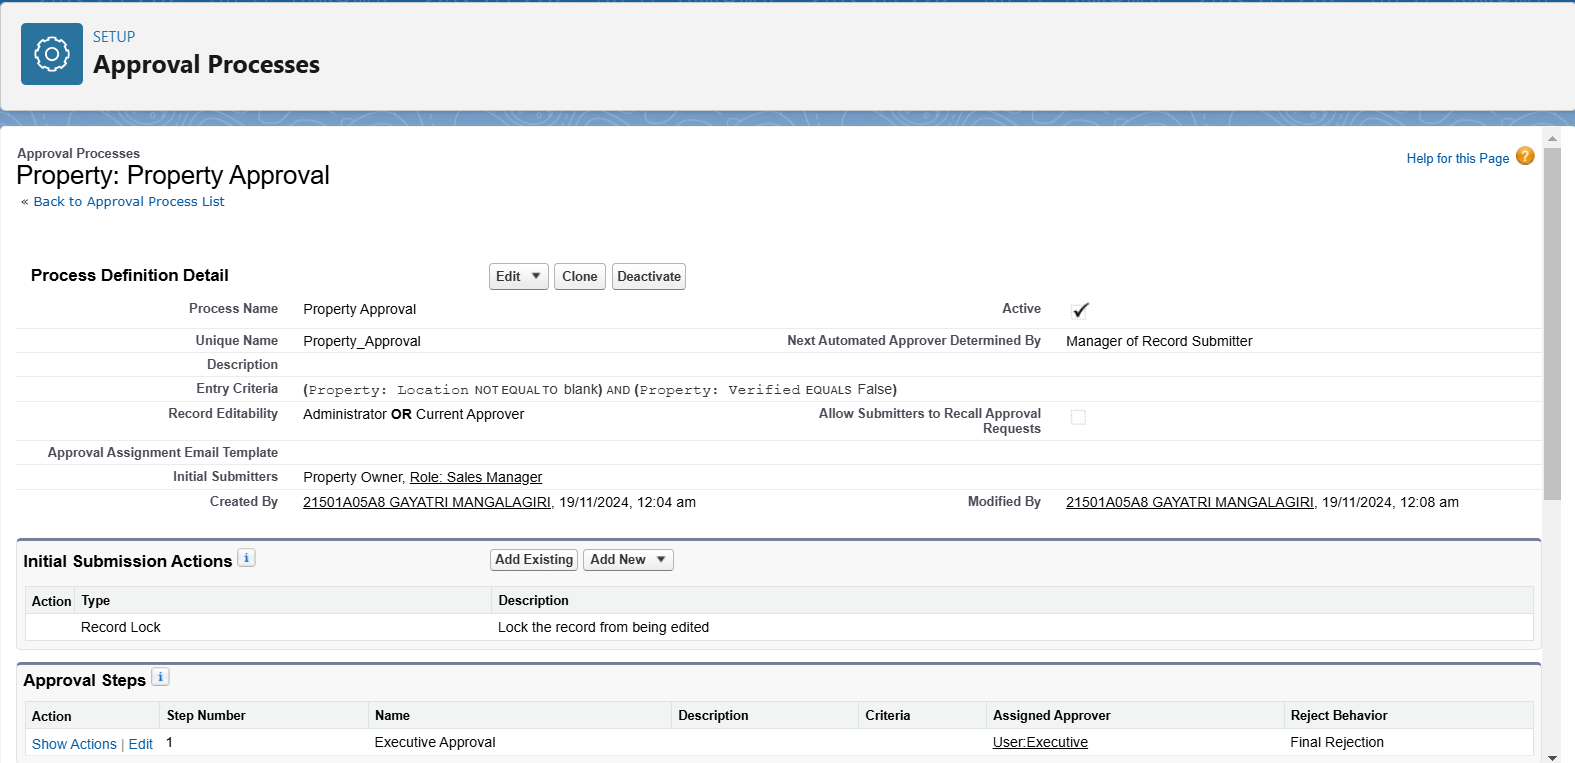 SETUP
Approval Processes
Approval Processes
Property: Property Approval
« Back to Approval Process List
Help for this Page ?
Process Definition Detail Edit Clone Deactivate
Process Name Property Approval Active
Unique Name Property_Approval Next Automated Approver Determined By Manager of Record Submitter
Description
Entry Criteria (Property: Location NOT EQUAL TO blank) AND (Property: Verified EQUALS False)
Record Editability Administrator OR Current Approver Allow Submitters to Recall Approval
Requests
Approval Assignment Email Template
Initial Submitters Property Owner, Role: Sales Manager
Created By 21501A05A8 GAYATRI MANGALAGIRI, 19/11/2024, 12:04 am Modified By 21501A05A8 GAYATRI MANGALAGIRI, 19/11/2024, 12:08 am
Initial Submission Actions i Add Existing Add New
Action Type Description
Record Lock Lock the record from being edited
Approval Steps i
Action Step Number Name Description Criteria Assigned Approver Reject Behavior
Show Actions | Edit 1 Executive Approval User:Executive Final Rejection